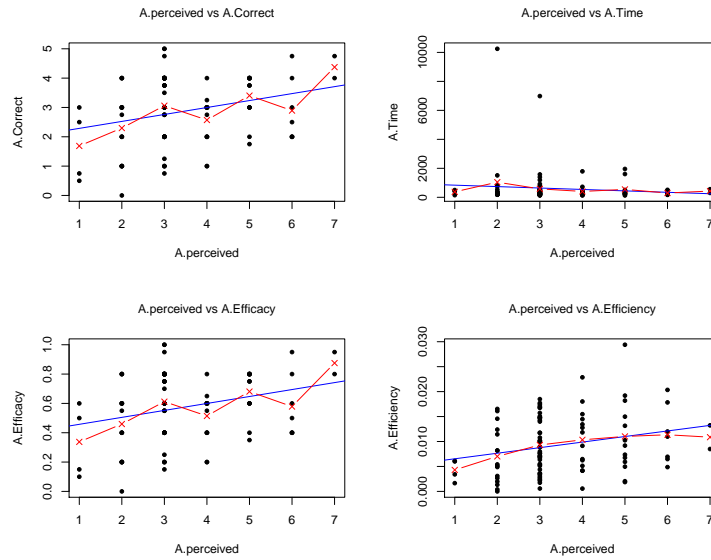 A.perceived vs A.Correct
A.Correct
5
4
3
2
1
0
1 2 3 4 5 6 7
A.perceived
A.perceived vs A.Time
A.Time
10000
6000
2000
0
1 2 3 4 5 6 7
A.perceived
A.perceived vs A.Efficacy
A.Efficacy
1.0
0.8
0.6
0.4
0.2
0.0
1 2 3 4 5 6 7
A.perceived
A.perceived vs A.Efficiency
A.Efficiency
0.030
0.020
0.010
0.000
1 2 3 4 5 6 7
A.perceived